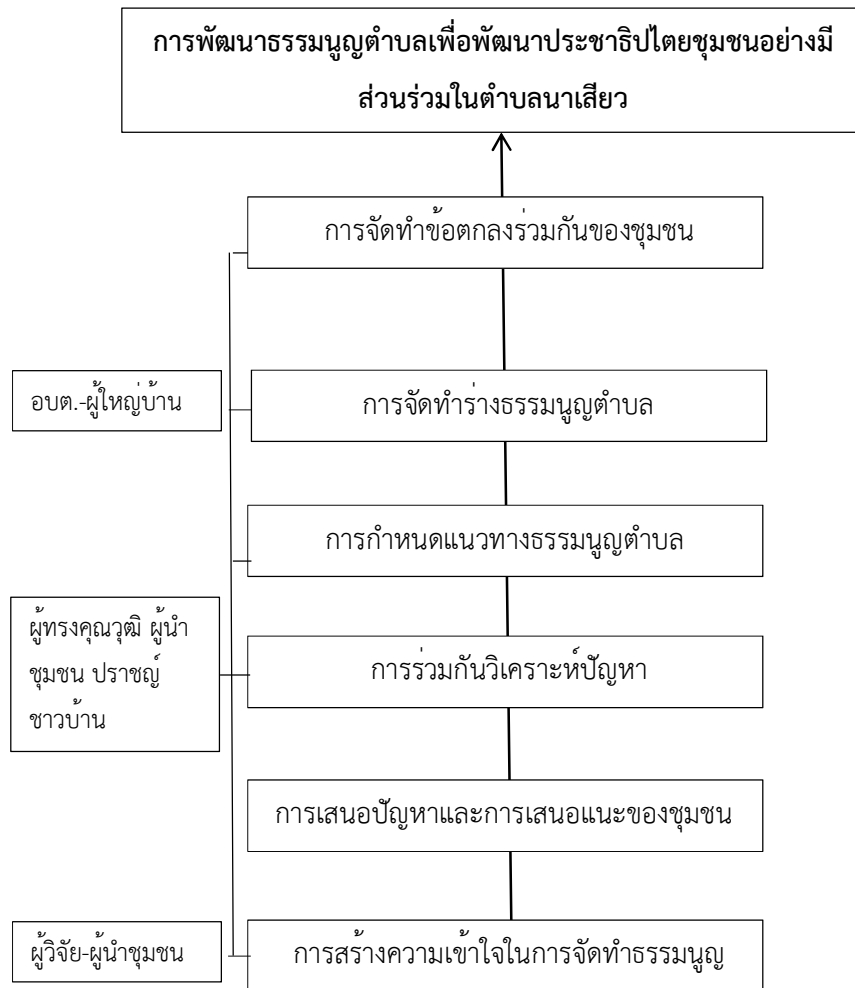 การพัฒนาธรรมนูญตำบลเพื่อพัฒนาประชาธิปไตยชุมชนอย่างมี
ส่วนร่วมในตำบลนาเสียว
การจัดทำข้อตกลงร่วมกันของชุมชน
อบต.-ผู้ใหญ่บ้าน
การจัดทำร่างธรรมนูญตำบล
การกำหนดแนวทางธรรมนูญตำบล
ผู้ทรงคุณวุฒิ ผู้นำ
ชุมชน ปราชญ์
ชาวบ้าน
การร่วมกันวิเคราะห์ปัญหา
การเสนอปัญหาและการเสนอแนะของชุมชน
ผู้วิจัย-ผู้นำชุมชน
การสร้างความเข้าใจในการจัดทำธรรมนูญ